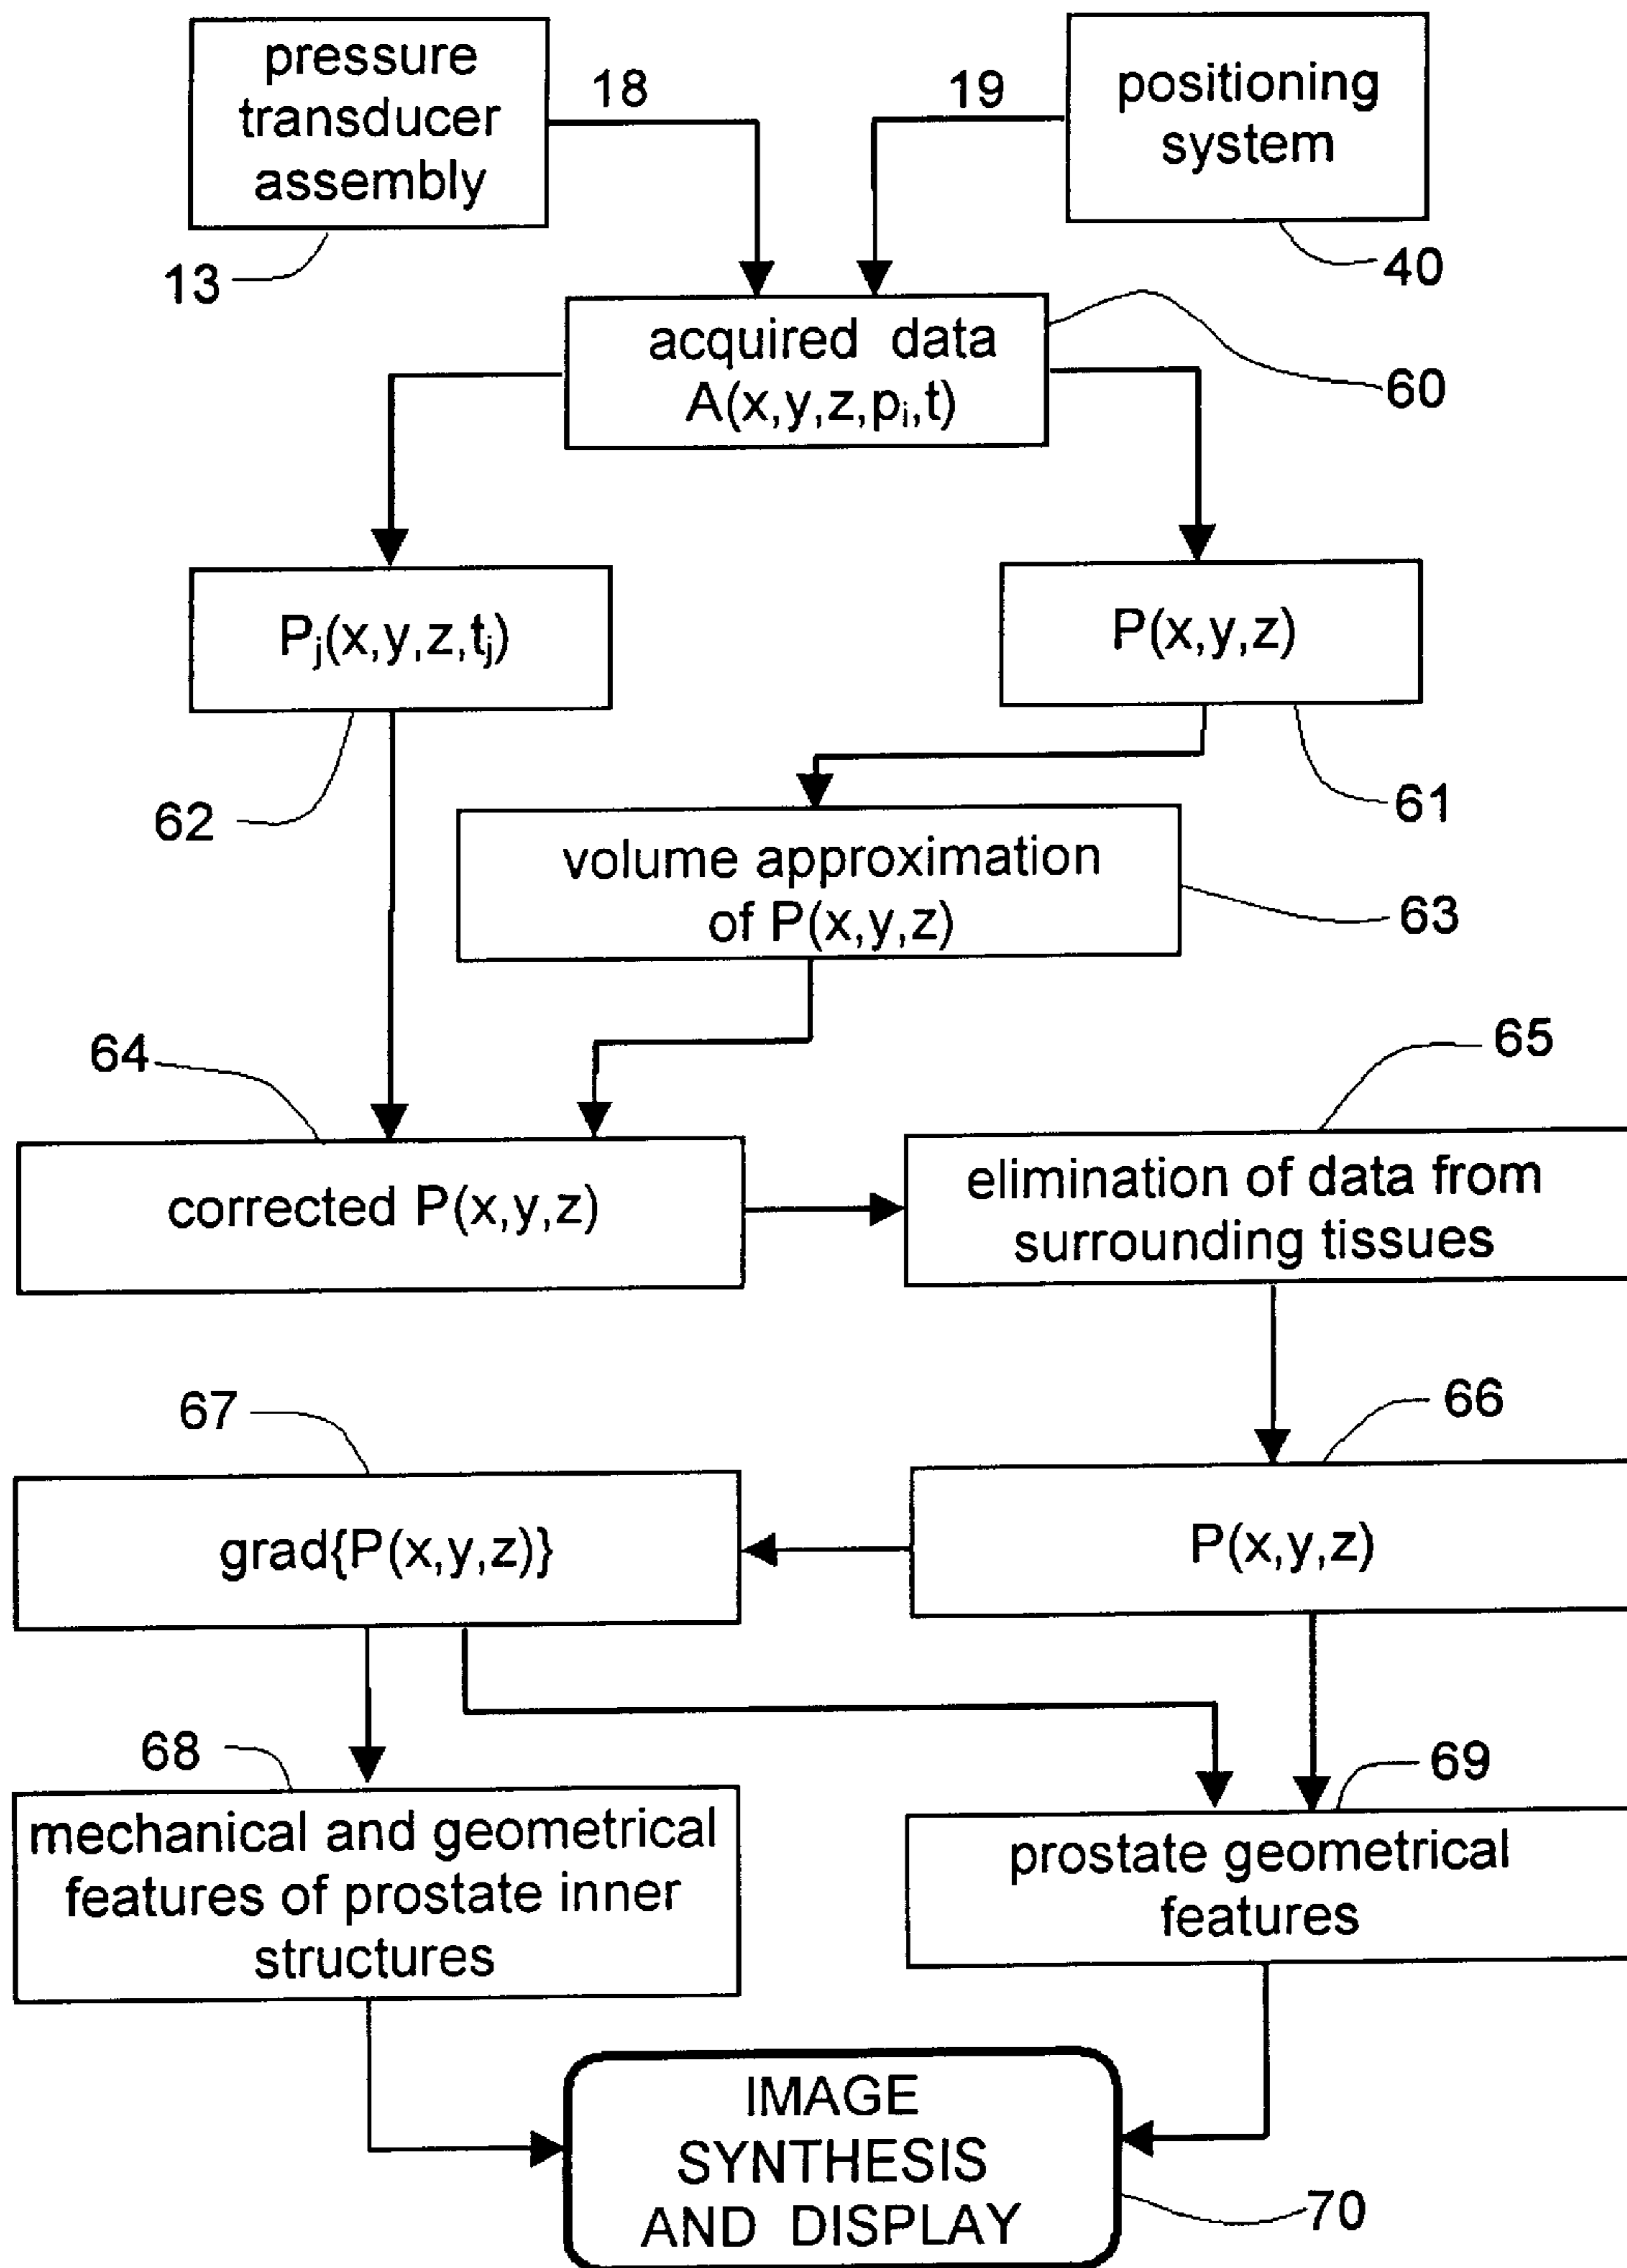 pressure
transducer
assembly
18
19
positioning
system
13
40
acquired data
A(x,y,z,pᵢ,t)
60
Pⱼ(x,y,z,tⱼ)
P(x,y,z)
62
61
volume approximation
of P(x,y,z)
63
64
65
corrected P(x,y,z)
elimination of data from
surrounding tissues
67
66
grad{P(x,y,z)}
P(x,y,z)
68
69
mechanical and geometrical
features of prostate inner
structures
prostate geometrical
features
IMAGE
SYNTHESIS
AND DISPLAY
70